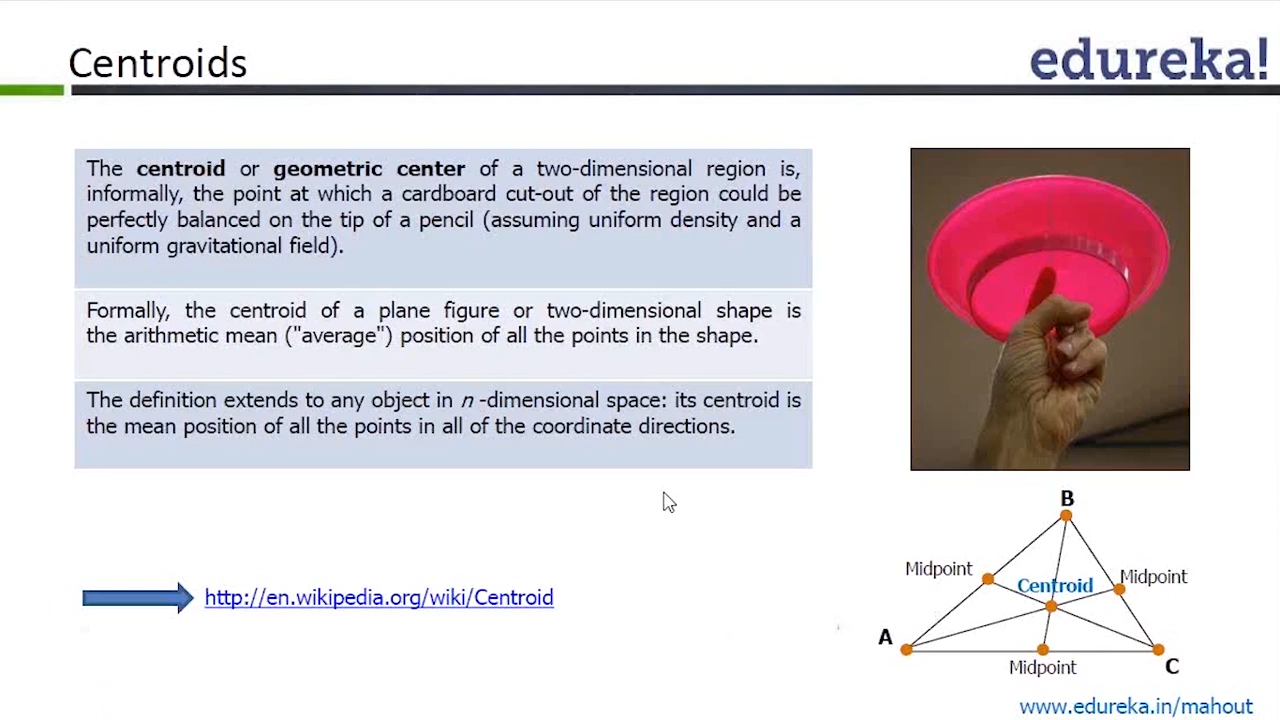 Centroids
edureka!
The centroid or geometric center of a two-dimensional region is,
informally, the point at which a cardboard cut-out of the region could be
perfectly balanced on the tip of a pencil (assuming uniform density and a
uniform gravitational field).
Formally, the centroid of a plane figure or two-dimensional shape is
the arithmetic mean ("average") position of all the points in the shape.
The definition extends to any object in n -dimensional space: its centroid is
the mean position of all the points in all of the coordinate directions.
http://en.wikipedia.org/wiki/Centroid
B
Midpoint
Centroid
Midpoint
A
Midpoint
C
www.edureka.in/mahout